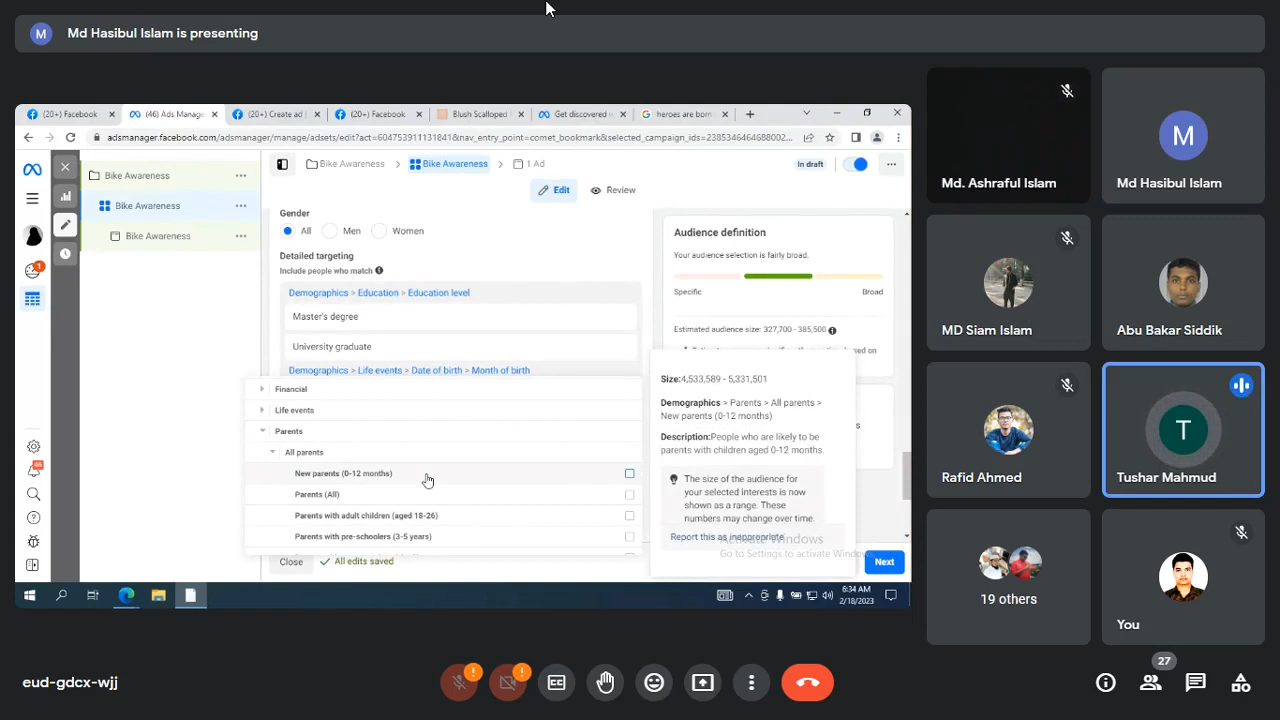 M Md Hasibul Islam is presenting
(20+) Facebook
(46) Ads Manage
(20+) Create ad
(20+) Facebook
Blush Scalloped
Get discovered
heroes are born
adsmanager.facebook.com/adsmanager/manage/adsets/edit?act=604753911131841&nav_entry_point=comet_bookmark&selected_campaign_ids=2385346464688002...
Bike Awareness
Bike Awareness
Bike Awareness
Bike Awareness > Bike Awareness > 1 Ad
In draft
Edit
Review
Gender
All
Men
Women
Detailed targeting
Include people who match
Demographics > Education > Education level
Master's degree
University graduate
Demographics > Life events > Date of birth > Month of birth
Financial
Life events
Parents
All parents
New parents (0-12 months)
Parents (All)
Parents with adult children (aged 18-26)
Parents with pre-schoolers (3-5 years)
Close
All edits saved
Audience definition
Your audience selection is fairly broad.
Specific
Broad
Estimated audience size: 327,700 - 385,500
Size:4,533,589 - 5,331,501
Demographics > Parents > All parents >
New parents (0-12 months)
Description:People who are likely to be
parents with children aged 0-12 months.
The size of the audience for
your selected interests is now
shown as a range. These
numbers may change over time.
Report this as inappropriate
Activate Windows
Go to Settings to activate Windows.
Next
1
46
6:34 AM
2/18/2023
Md. Ashraful Islam
M
Md Hasibul Islam
MD Siam Islam
Abu Bakar Siddik
Rafid Ahmed
T
Tushar Mahmud
19 others
You
eud-gdcx-wjj
CC
27